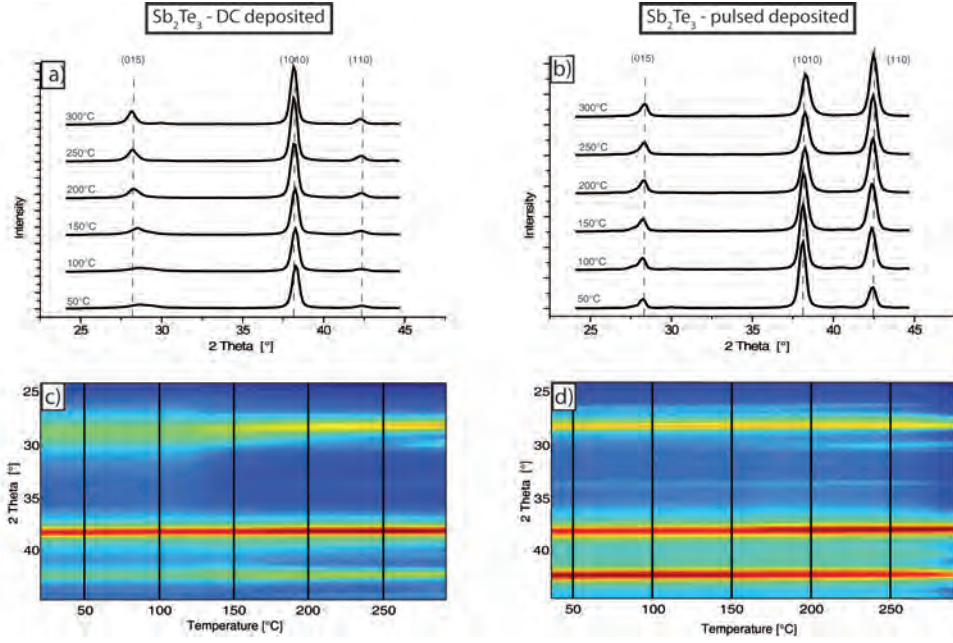 Sb₂Te₃ - DC deposited
Sb₂Te₃ - pulsed deposited
a)
(015)
(1010)
(110)
300°C
250°C
200°C
150°C
100°C
50°C
Intensity
25 30 35 40 45
2 Theta [°]
b)
(015)
(1010)
(110)
300°C
250°C
200°C
150°C
100°C
50°C
Intensity
25 30 35 40 45
2 Theta [°]
c)
25
30
35
40
2 Theta [°]
50 100 150 200 250
Temperature [°C]
d)
25
30
35
40
2 Theta [°]
50 100 150 200 250
Temperature [°C]